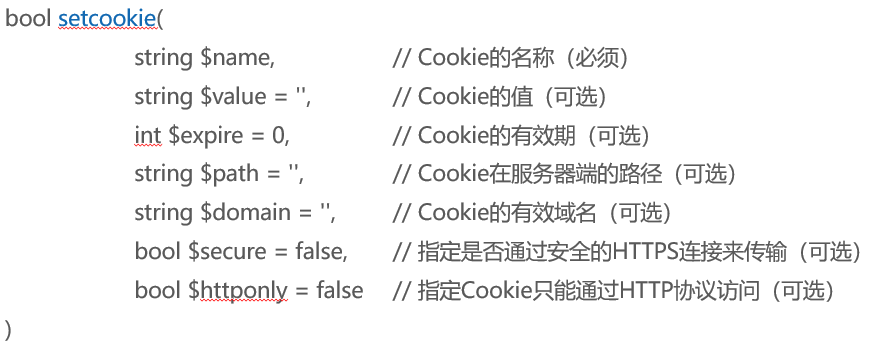 bool setcookie(
string $name, // Cookie的名称（必须）
string $value = '', // Cookie的值（可选）
int $expire = 0, // Cookie的有效期（可选）
string $path = '', // Cookie在服务器端的路径（可选）
string $domain = '', // Cookie的有效域名（可选）
bool $secure = false, // 指定是否通过安全的HTTPS连接来传输（可选）
bool $httponly = false // 指定Cookie只能通过HTTP协议访问（可选）
)